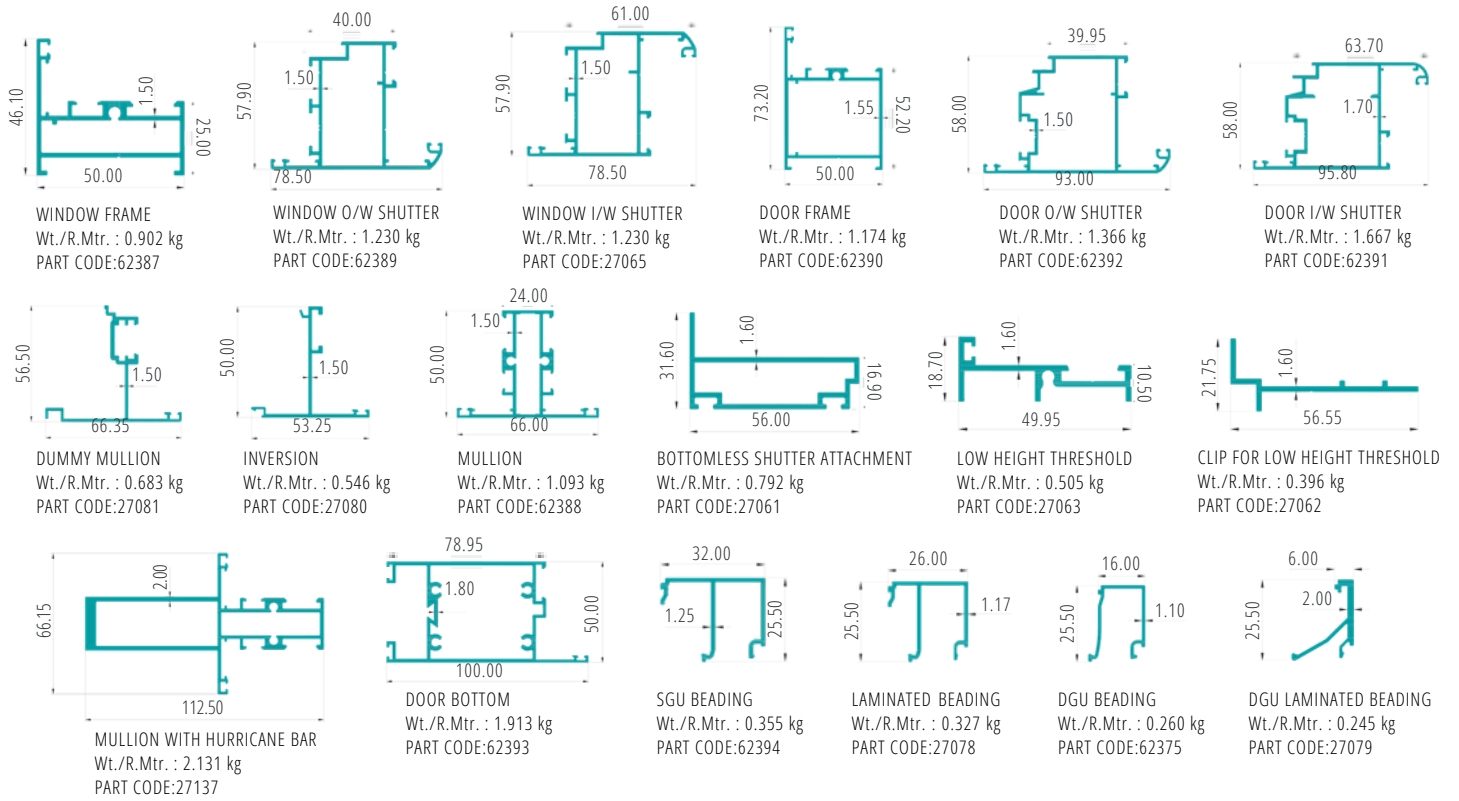 40.00
61.00
46.10
1.50
25.00
50.00
57.90
1.50
78.50
57.90
1.50
78.50
73.20
1.55
52.20
50.00
39.95
58.00
1.50
93.00
63.70
58.00
1.70
95.80
WINDOW FRAME
Wt./R.Mtr. : 0.902 kg
PART CODE:62387
WINDOW O/W SHUTTER
Wt./R.Mtr. : 1.230 kg
PART CODE:62389
WINDOW I/W SHUTTER
Wt./R.Mtr. : 1.230 kg
PART CODE:27065
DOOR FRAME
Wt./R.Mtr. : 1.174 kg
PART CODE:62390
DOOR O/W SHUTTER
Wt./R.Mtr. : 1.366 kg
PART CODE:62392
DOOR I/W SHUTTER
Wt./R.Mtr. : 1.667 kg
PART CODE:62391
56.50
1.50
66.35
50.00
1.50
53.25
24.00
1.50
50.00
66.00
31.60
1.60
16.90
56.00
18.70
1.60
10.50
49.95
21.75
1.60
56.55
DUMMY MULLION
Wt./R.Mtr. : 0.683 kg
PART CODE:27081
INVERSION
Wt./R.Mtr. : 0.546 kg
PART CODE:27080
MULLION
Wt./R.Mtr. : 1.093 kg
PART CODE:62388
BOTTOMLESS SHUTTER ATTACHMENT
Wt./R.Mtr. : 0.792 kg
PART CODE:27061
LOW HEIGHT THRESHOLD
Wt./R.Mtr. : 0.505 kg
PART CODE:27063
CLIP FOR LOW HEIGHT THRESHOLD
Wt./R.Mtr. : 0.396 kg
PART CODE:27062
66.15
2.00
112.50
78.95
1.80
50.00
100.00
32.00
1.25
25.50
26.00
25.50
1.17
16.00
25.50
1.10
6.00
25.50
2.00
MULLION WITH HURRICANE BAR
Wt./R.Mtr. : 2.131 kg
PART CODE:27137
DOOR BOTTOM
Wt./R.Mtr. : 1.913 kg
PART CODE:62393
SGU BEADING
Wt./R.Mtr. : 0.355 kg
PART CODE:62394
LAMINATED BEADING
Wt./R.Mtr. : 0.327 kg
PART CODE:27078
DGU BEADING
Wt./R.Mtr. : 0.260 kg
PART CODE:62375
DGU LAMINATED BEADING
Wt./R.Mtr. : 0.245 kg
PART CODE:27079